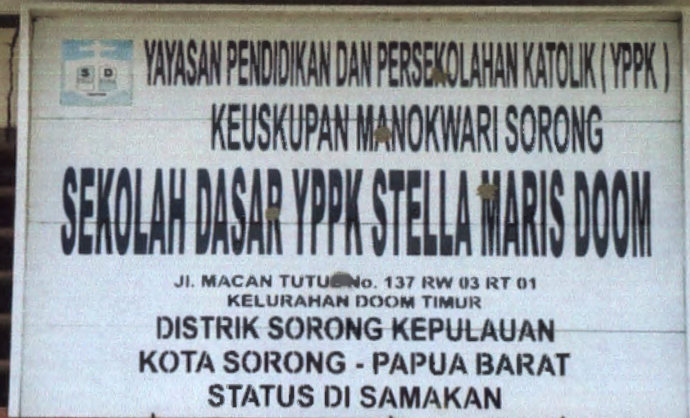 YAYASAN PENDIDIKAN DAN PERSEKOLAHAN KATOLIK ( YPPK )
KEUSKUPAN MANOKWARI SORONG
SEKOLAH DASAR YPPK STELLA MARIS DOOM
Jl. MACAN TUTUL No. 137 RW 03 RT 01
KELURAHAN DOOM TIMUR
DISTRIK SORONG KEPULAUAN
KOTA SORONG - PAPUA BARAT
STATUS DI SAMAKAN
S D